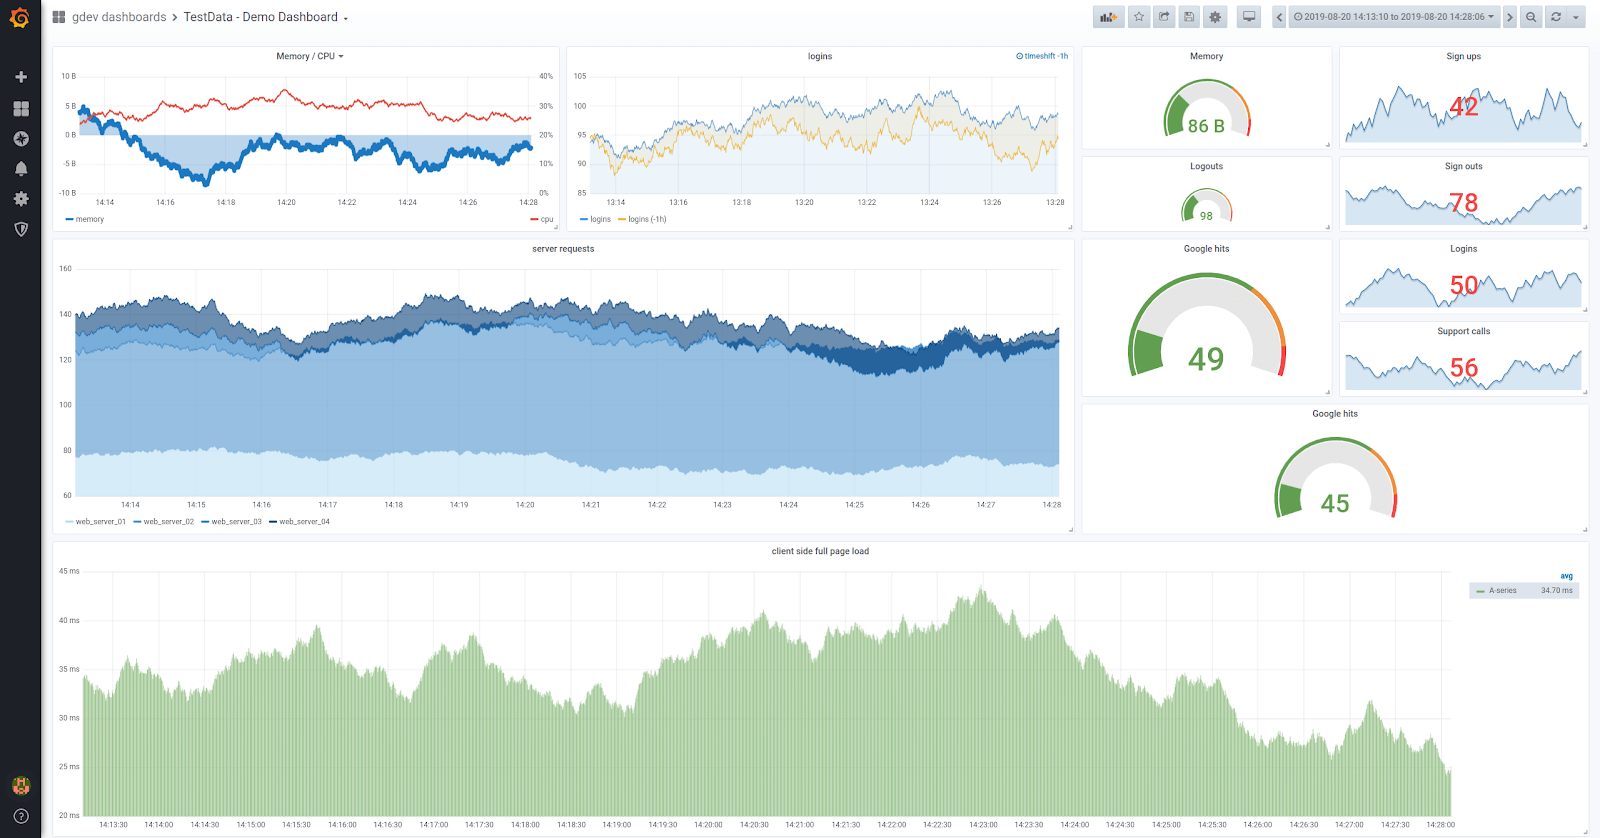 gdev dashboards > TestData - Demo Dashboard
2019-08-20 14:13:10 to 2019-08-20 14:28:06
Memory / CPU
10 B
5 B
0 B
-5 B
-10 B
40%
30%
20%
10%
0%
14:14 14:16 14:18 14:20 14:22 14:24 14:26 14:28
memory
cpu
logins
timeshift -1h
105
100
95
90
85
13:14 13:16 13:18 13:20 13:22 13:24 13:26 13:28
logins logins (-1h)
Memory
86 B
Sign ups
42
Logouts
98
Sign outs
78
server requests
160
140
120
100
80
60
14:14 14:15 14:16 14:17 14:18 14:19 14:20 14:21 14:22 14:23 14:24 14:25 14:26 14:27 14:28
web_server_01 web_server_02 web_server_03 web_server_04
Google hits
49
Logins
50
Support calls
56
Google hits
45
client side full page load
45 ms
40 ms
35 ms
30 ms
25 ms
20 ms
14:13:30 14:14:00 14:14:30 14:15:00 14:15:30 14:16:00 14:16:30 14:17:00 14:17:30 14:18:00 14:18:30 14:19:00 14:19:30 14:20:00 14:20:30 14:21:00 14:21:30 14:22:00 14:22:30 14:23:00 14:23:30 14:24:00 14:24:30 14:25:00 14:25:30 14:26:00 14:26:30 14:27:00 14:27:30 14:28:00
avg
A-series 34.70 ms
?